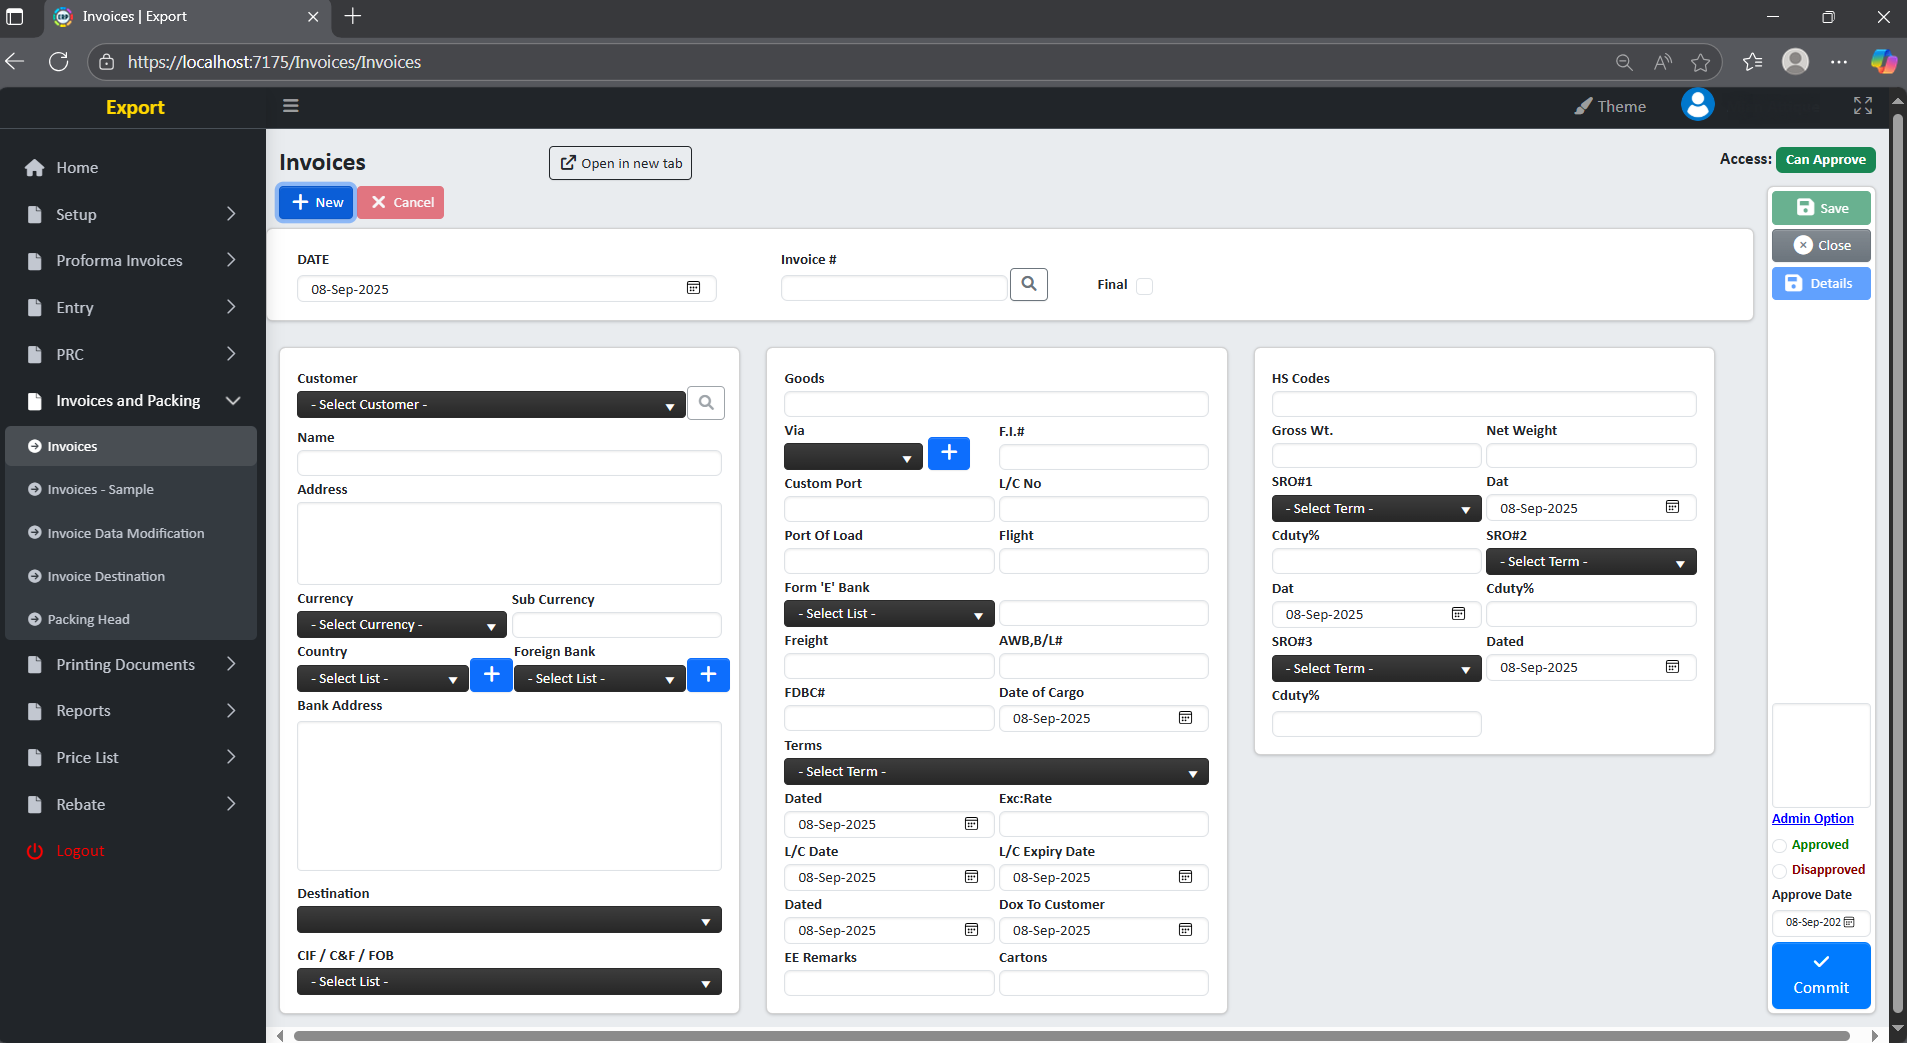 Invoices | Export
https://localhost:7175/Invoices/Invoices
Export
Theme
Home
Setup
Proforma Invoices
Entry
PRC
Invoices and Packing
Invoices
Invoices - Sample
Invoice Data Modification
Invoice Destination
Packing Head
Printing Documents
Reports
Price List
Rebate
Logout
Invoices
Open in new tab
Access: Can Approve
New
Cancel
DATE
08-Sep-2025
Invoice #
Final
Customer
- Select Customer -
Name
Address
Currency
Sub Currency
- Select Currency -
Country
Foreign Bank
- Select List -
- Select List -
Bank Address
Destination
CIF / C&F / FOB
- Select List -
Goods
Via
F.I.#
Custom Port
L/C No
Port Of Load
Flight
Form 'E' Bank
- Select List -
Freight
AWB,B/L#
FDBC#
Date of Cargo
08-Sep-2025
Terms
- Select Term -
Dated
Exc:Rate
08-Sep-2025
L/C Date
L/C Expiry Date
08-Sep-2025
08-Sep-2025
Dated
Dox To Customer
08-Sep-2025
08-Sep-2025
EE Remarks
Cartons
HS Codes
Gross Wt.
Net Weight
SRO#1
Dat
- Select Term -
08-Sep-2025
Cduty%
SRO#2
- Select Term -
Dat
Cduty%
08-Sep-2025
SRO#3
Dated
- Select Term -
08-Sep-2025
Cduty%
Save
Close
Details
Admin Option
Approved
Disapproved
Approve Date
08-Sep-202
Commit